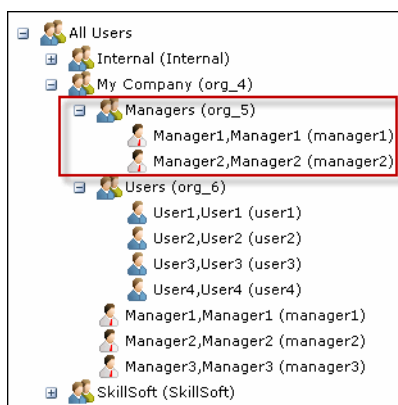 All Users
Internal (Internal)
My Company (org_4)
Managers (org_5)
Manager1,Manager1 (manager1)
Manager2,Manager2 (manager2)
Users (org_6)
User1,User1 (user1)
User2,User2 (user2)
User3,User3 (user3)
User4,User4 (user4)
Manager1,Manager1 (manager1)
Manager2,Manager2 (manager2)
Manager3,Manager3 (manager3)
SkillSoft (SkillSoft)